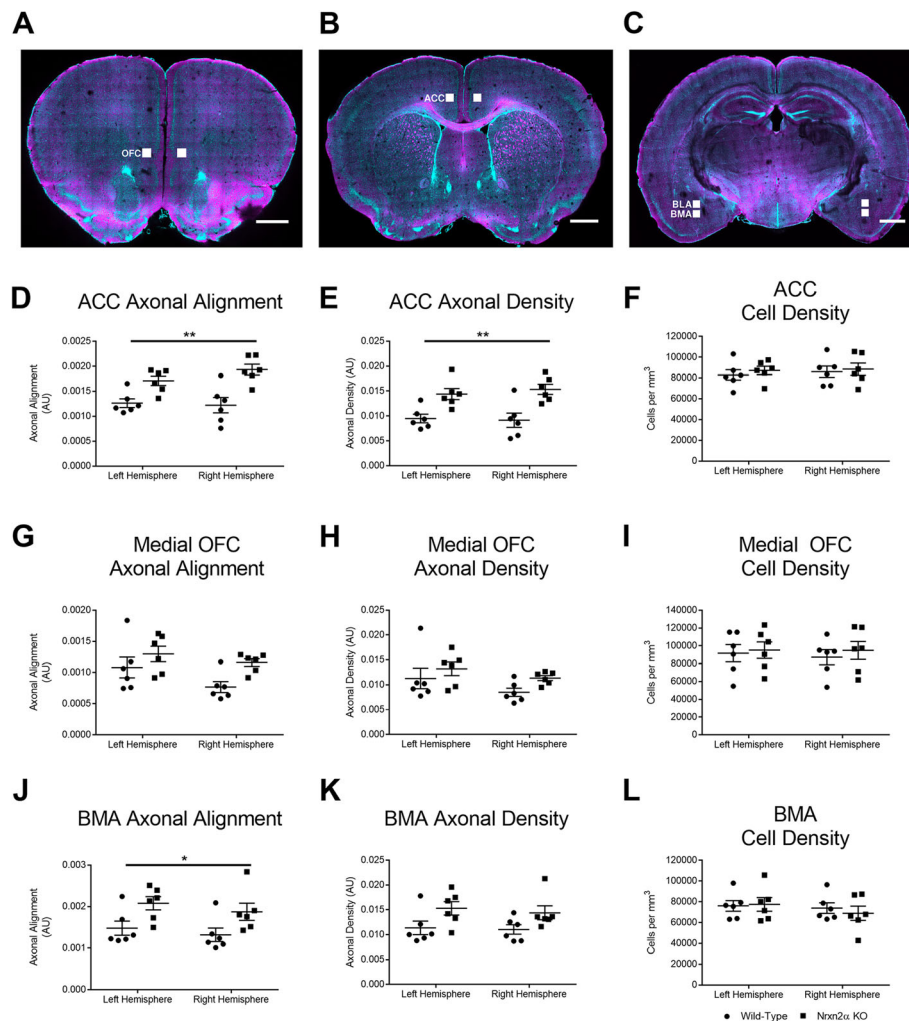 A
B
C
OFC
ACC
BLA
BMA
D
ACC Axonal Alignment
**
0.0025
0.0020
0.0015
0.0010
0.0005
0.0000
Axonal Alignment
(AU)
Left Hemisphere
Right Hemisphere
E
ACC Axonal Density
**
0.025
0.020
0.015
0.010
0.005
0.000
Axonal Density (AU)
Left Hemisphere
Right Hemisphere
F
ACC
Cell Density
120000
100000
80000
60000
40000
20000
0
Cells per mm³
Left Hemisphere
Right Hemisphere
G
Medial OFC
Axonal Alignment
0.0020
0.0015
0.0010
0.0005
0.0000
Axonal Alignment
(AU)
Left Hemisphere
Right Hemisphere
H
Medial OFC
Axonal Density
0.025
0.020
0.015
0.010
0.005
0.000
Axonal Density (AU)
Left Hemisphere
Right Hemisphere
I
Medial OFC
Cell Density
140000
120000
100000
80000
60000
40000
20000
0
Cells per mm³
Left Hemisphere
Right Hemisphere
J
BMA Axonal Alignment
*
0.003
0.002
0.001
0.000
Axonal Alignment
(AU)
Left Hemisphere
Right Hemisphere
K
BMA Axonal Density
0.025
0.020
0.015
0.010
0.005
0.000
Axonal Density (AU)
Left Hemisphere
Right Hemisphere
L
BMA
Cell Density
120000
100000
80000
60000
40000
20000
0
Cells per mm³
Left Hemisphere
Right Hemisphere
Wild-Type
Nrxn2α KO